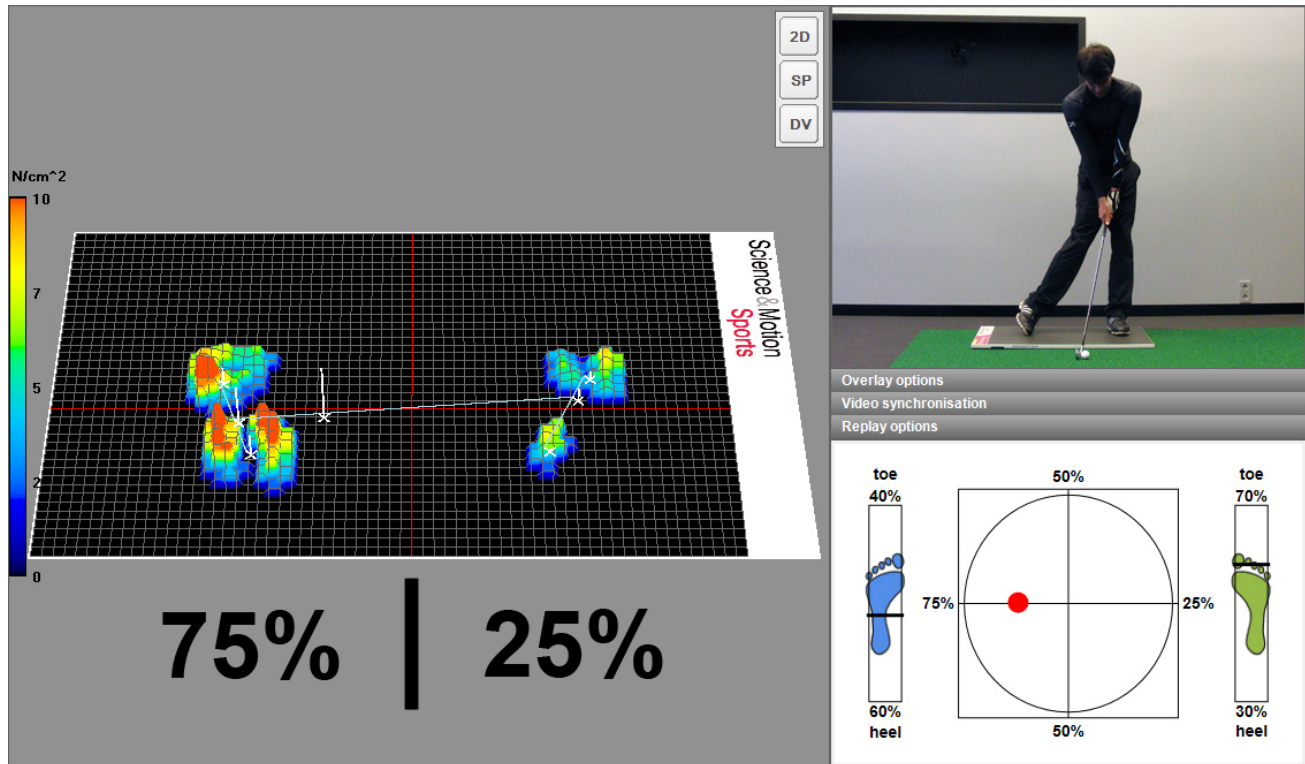 2D
SP
DV
N/cm^2
10
7
5
2
0
Science&Motion
Sports
75%
25%
Overlay options
Video synchronisation
Replay options
toe
40%
60%
heel
50%
75%
25%
50%
toe
70%
30%
heel